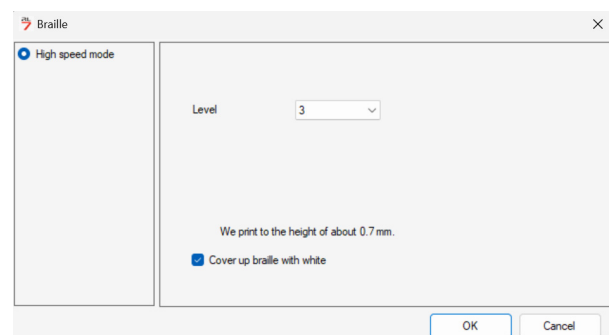 Braille
High speed mode
Level 3
We print to the height of about 0.7 mm.
Cover up braille with white
OK Cancel